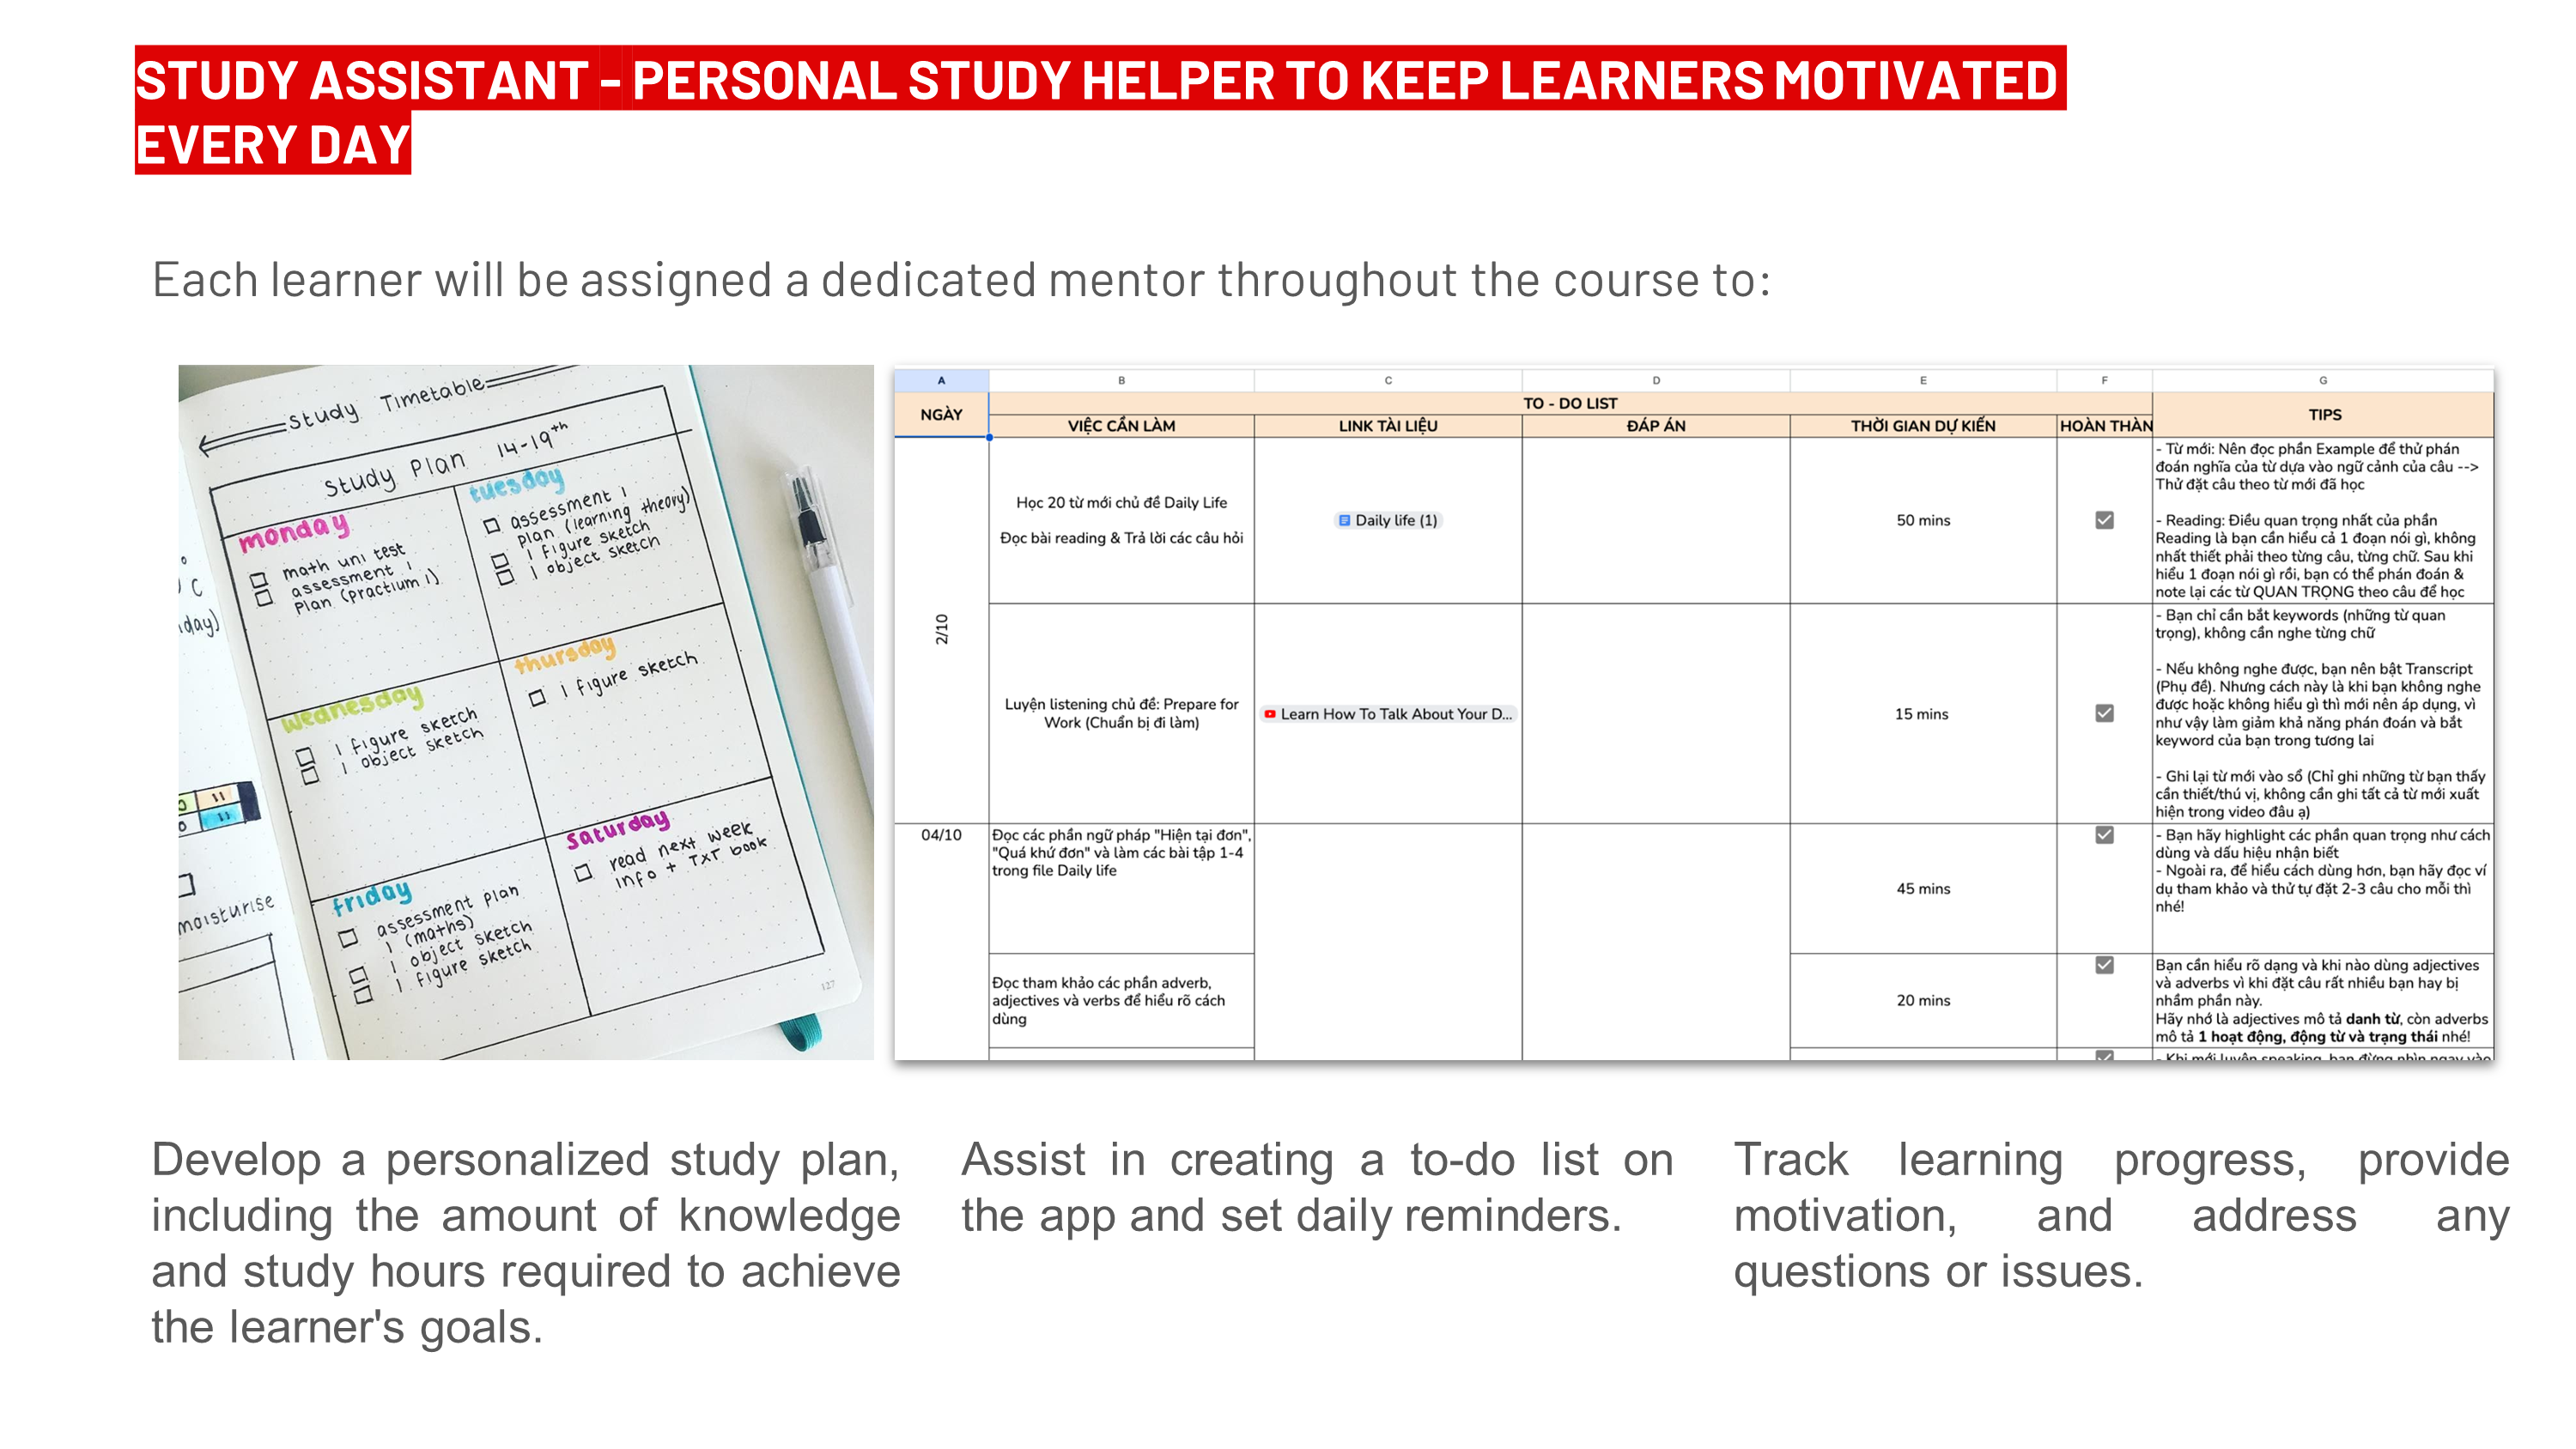 STUDY ASSISTANT - PERSONAL STUDY HELPER TO KEEP LEARNERS MOTIVATED
EVERY DAY
Each learner will be assigned a dedicated mentor throughout the course to:
Study Timetable
Study Plan 14-19th
monday
math uni test
assessment 1
Plan (practium 1)
tuesday
assessment 1
plan (learning theory)
1 figure sketch
1 object sketch
wednesday
1 figure sketch
1 object sketch
thursday
1 figure sketch
friday
assessment plan
1 (maths)
1 object sketch
1 figure sketch
saturday
read next week
info + TXT book
day)
moisturise
127
A B C D E F G
NGÀY
TO - DO LIST
TIPS
VIỆC CẦN LÀM
LINK TÀI LIỆU
ĐÁP ÁN
THỜI GIAN DỰ KIẾN
HOÀN THÀN
2/10
Học 20 từ mới chủ đề Daily Life
Đọc bài reading & Trả lời các câu hỏi
Daily life (1)
50 mins
- Từ mới: Nên đọc phần Example để thử phán
đoán nghĩa của từ dựa vào ngữ cảnh của câu -->
Thử đặt câu theo từ mới đã học
- Reading: Điều quan trọng nhất của phần
Reading là bạn cần hiểu cả 1 đoạn nói gì, không
nhất thiết phải theo từng câu, từng chữ. Sau khi
hiểu 1 đoạn nói gì rồi, bạn có thể phán đoán &
note lại các từ QUAN TRỌNG theo câu để học
Luyện listening chủ đề: Prepare for
Work (Chuẩn bị đi làm)
Learn How To Talk About Your D...
15 mins
- Bạn chỉ cần bắt keywords (những từ quan
trọng), không cần nghe từng chữ
- Nếu không nghe được, bạn nên bật Transcript
(Phụ đề). Nhưng cách này là khi bạn không nghe
được hoặc không hiểu gì thì mới nên áp dụng, vì
như vậy làm giảm khả năng phán đoán và bắt
keyword của bạn trong tương lai
- Ghi lại từ mới vào sổ (Chỉ ghi những từ bạn thấy
cần thiết/thú vị, không cần ghi tất cả từ mới xuất
hiện trong video đâu ạ)
04/10
Đọc các phần ngữ pháp "Hiện tại đơn",
"Quá khứ đơn" và làm các bài tập 1-4
trong file Daily life
45 mins
- Bạn hãy highlight các phần quan trọng như cách
dùng và dấu hiệu nhận biết
- Ngoài ra, để hiểu cách dùng hơn, bạn hãy đọc ví
dụ tham khảo và thử tự đặt 2-3 câu cho mỗi thì
nhé!
Đọc tham khảo các phần adverb,
adjectives và verbs để hiểu rõ cách
dùng
20 mins
Bạn cần hiểu rõ dạng và khi nào dùng adjectives
và adverbs vì khi đặt câu rất nhiều bạn hay bị
nhầm phần này.
Hãy nhớ là adjectives mô tả danh từ, còn adverbs
mô tả 1 hoạt động, động từ và trạng thái nhé!
- Khi mới luyện speaking, bạn đừng nhìn ngay vào
Develop a personalized study plan,
including the amount of knowledge
and study hours required to achieve
the learner's goals.
Assist in creating a to-do list on
the app and set daily reminders.
Track learning progress, provide
motivation, and address any
questions or issues.